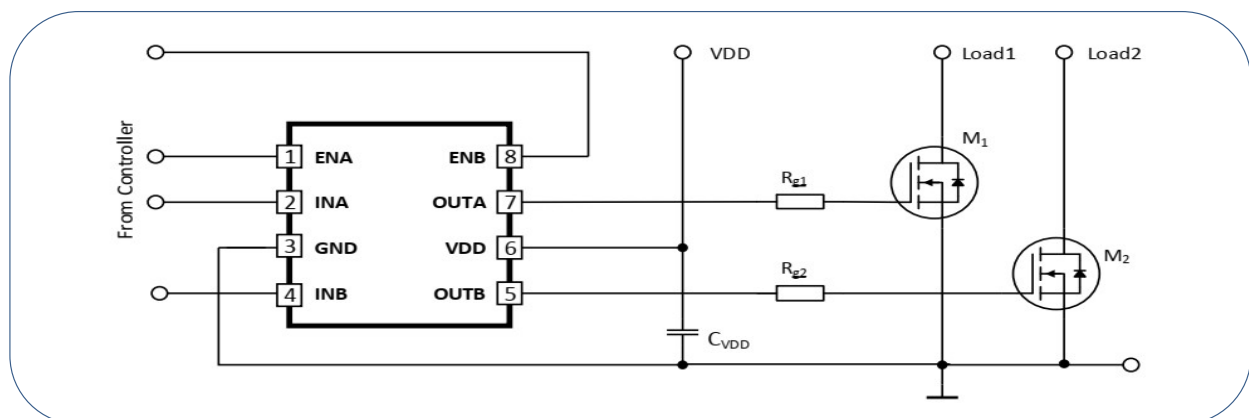 VDD
Load1
Load2
From Controller
M1
1 ENA ENB 8
Rg1
2 INA OUTA 7
3 GND VDD 6
M2
Rg2
4 INB OUTB 5
CVDD